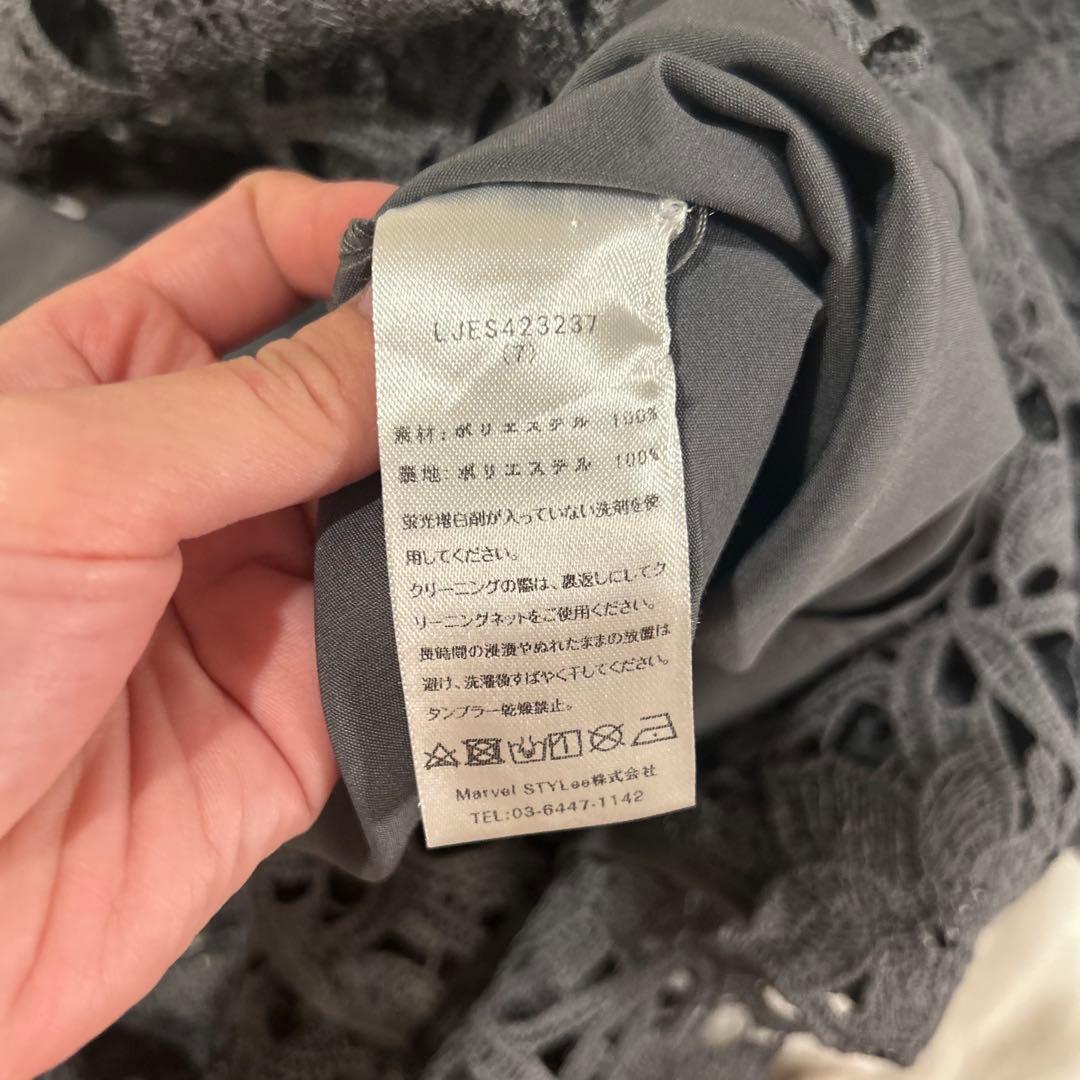 LJES423237
(7)
素材:ポリエステル 100%
裏地:ポリエステル 100%
蛍光増白剤が入っていない洗剤を使
用してください。
クリーニングの際は、裏返しにしてク
リーニングネットをご使用ください。
長時間の浸漬やぬれたままの放置は
避け、洗濯後すばやく干してください。
タンブラー乾燥禁止。
Marvel STYLee株式会社
TEL:03-6447-1142